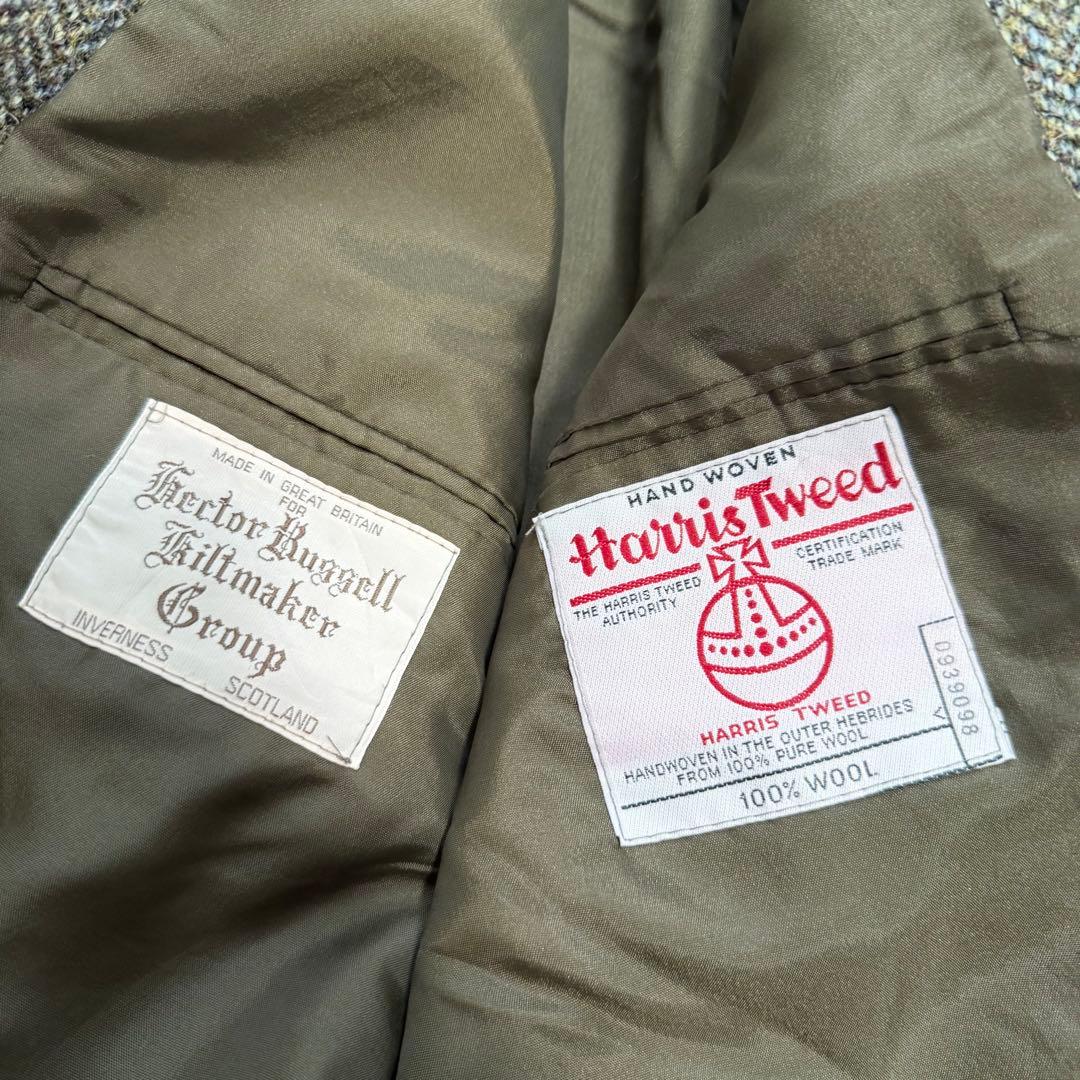 MADE IN GREAT BRITAIN
FOR
Hector Russell
Kiltmaker
Group
INVERNESS
SCOTLAND
HAND WOVEN
Harris Tweed
CERTIFICATION
TRADE MARK
THE HARRIS TWEED
AUTHORITY
HARRIS TWEED
HANDWOVEN IN THE OUTER HEBRIDES
FROM 100% PURE WOOL
100% WOOL
0939098
V